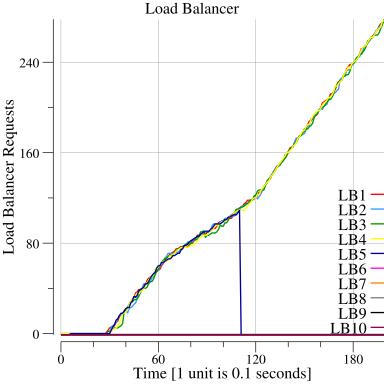 Load Balancer
Load Balancer Requests
240
160
80
0
LB1
LB2
LB3
LB4
LB5
LB6
LB7
LB8
LB9
LB10
0 60 120 180
Time [1 unit is 0.1 seconds]